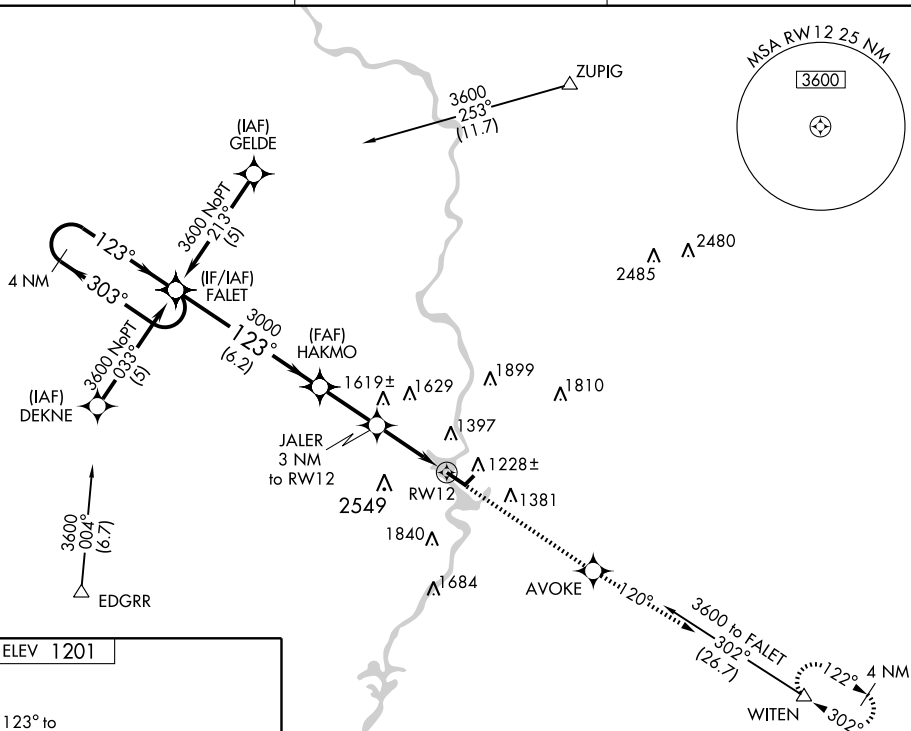 MSA RW12 25 NM
3600
ZUPIG
3600
253°
(11.7)
(IAF)
GELDE
3600 NoPT
213°
(5)
123°
4 NM
303°
(IF/IAF)
FALET
3600 NoPT
033°
(5)
(IAF)
DEKNE
3000
123°
(6.2)
(FAF)
HAKMO
2480
2485
1619±
1629
1899
1810
1397
JALER
3 NM
to RW12
1228±
RW12
1381
2549
1840
1684
3600
004°
(6.7)
EDGRR
AVOKE
120°
3600 to FALET
302°
(26.7)
122°
4 NM
302°
WITEN
ELEV 1201
123° to